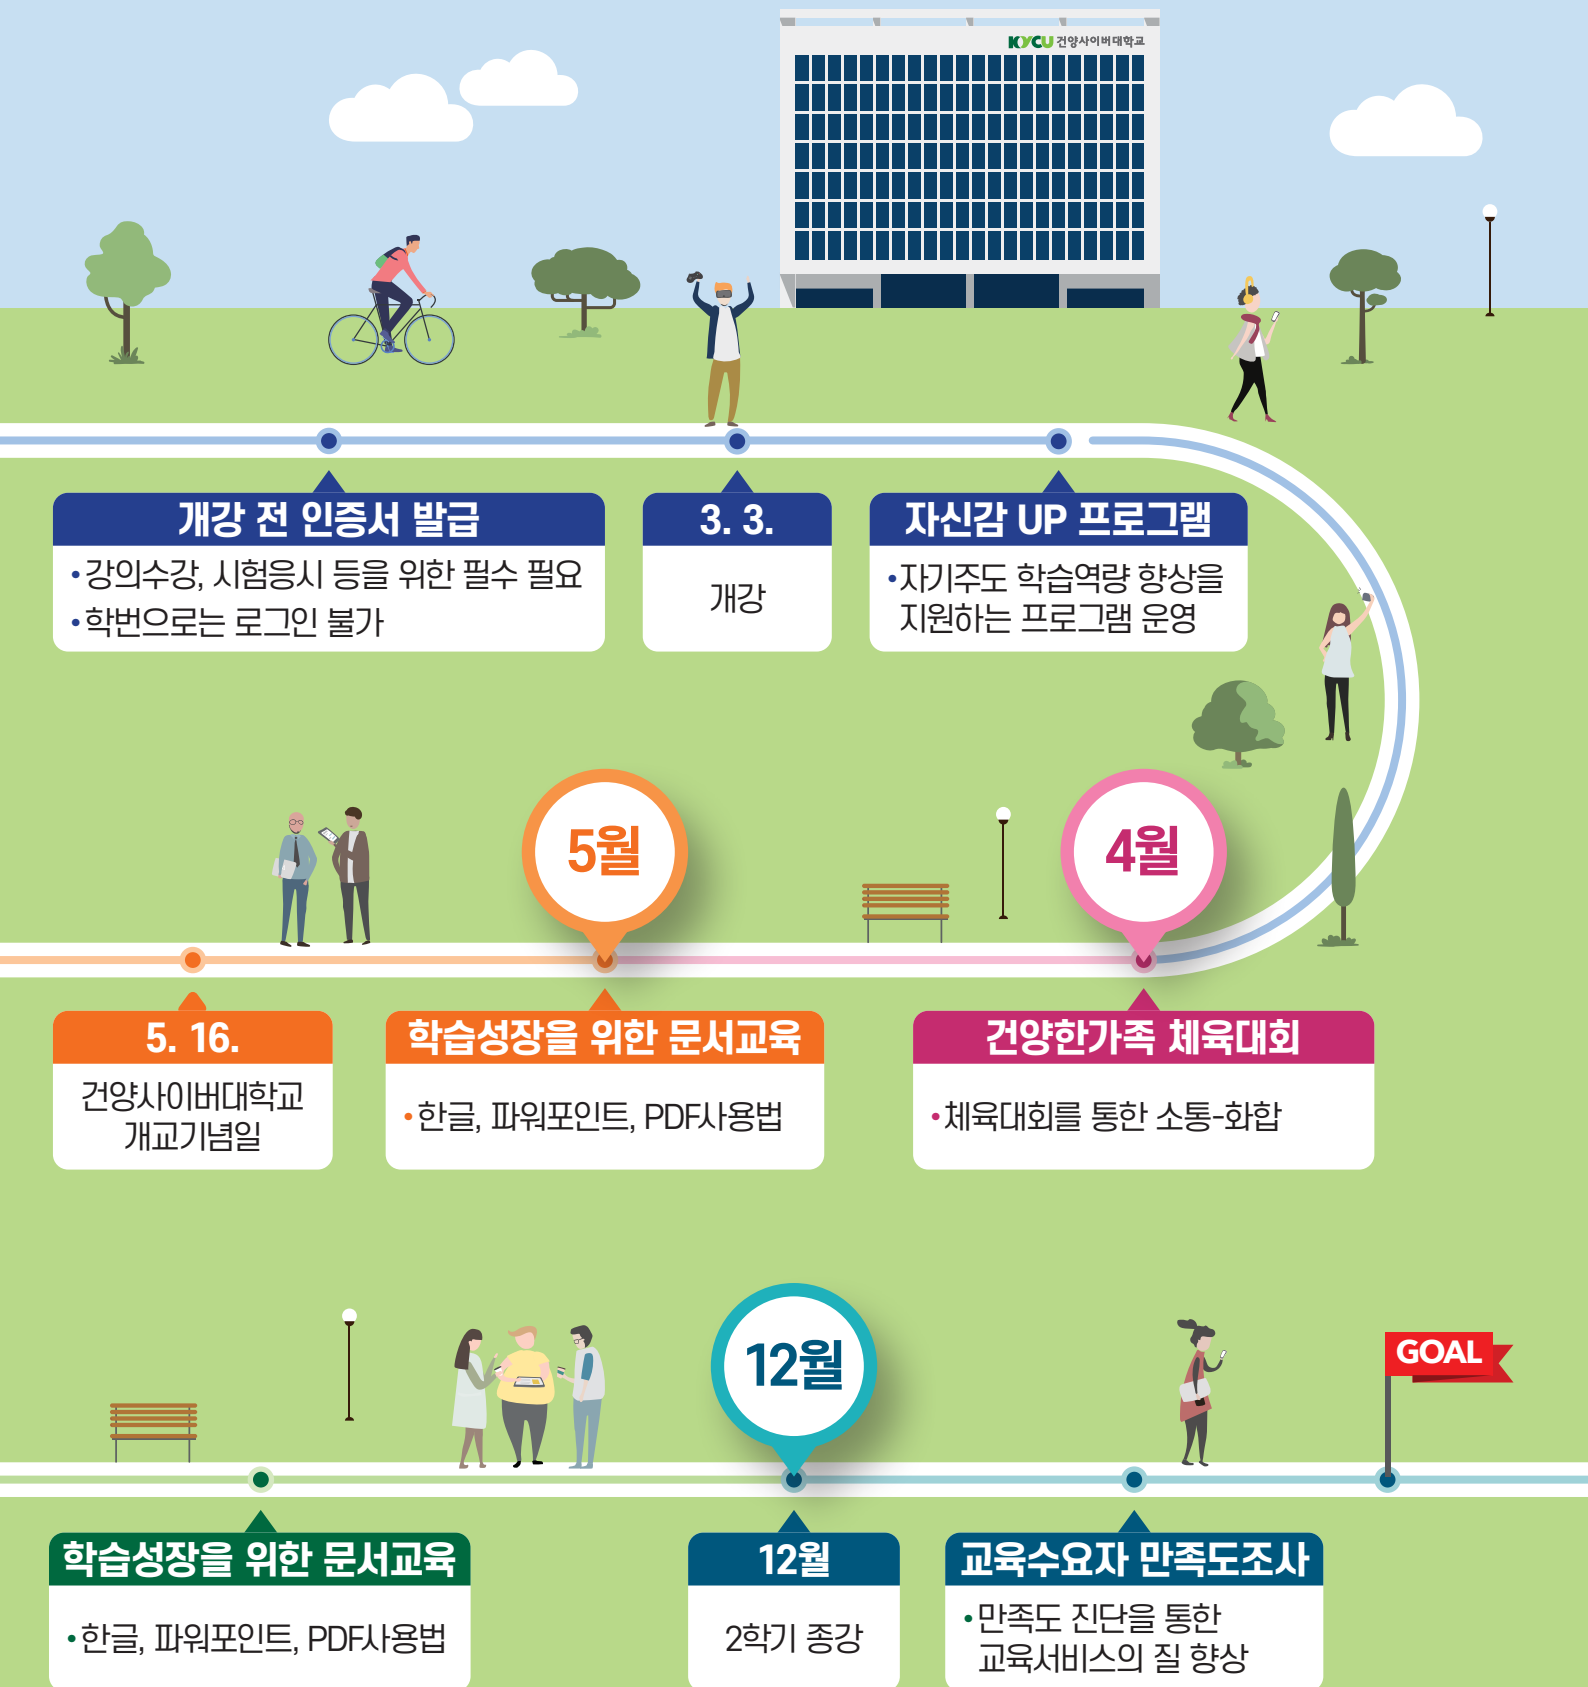 KYCU 건양사이버대학교
개강 전 인증서 발급
•강의수강, 시험응시 등을 위한 필수 필요
•학번으로는 로그인 불가
3. 3.
개강
자신감 UP 프로그램
•자기주도 학습역량 향상을
지원하는 프로그램 운영
5월
4월
5. 16.
건양사이버대학교
개교기념일
학습성장을 위한 문서교육
•한글, 파워포인트, PDF사용법
건양한가족 체육대회
•체육대회를 통한 소통-화합
12월
GOAL
학습성장을 위한 문서교육
•한글, 파워포인트, PDF사용법
12월
2학기 종강
교육수요자 만족도조사
•만족도 진단을 통한
교육서비스의 질 향상